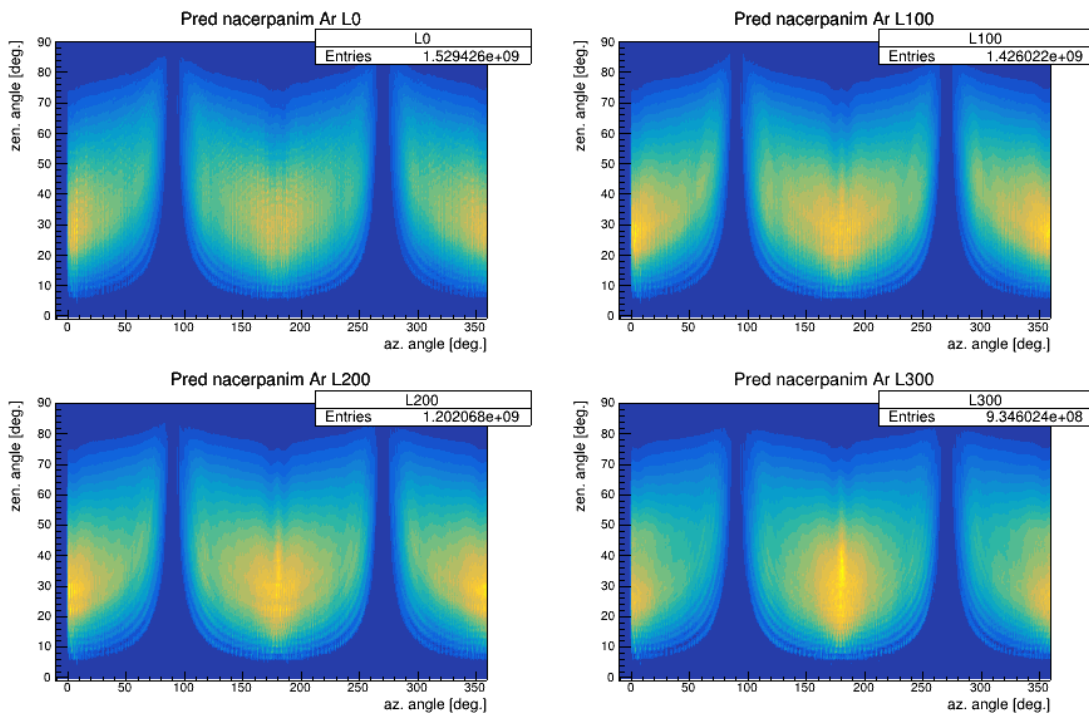 Pred nacerpanim Ar L0
L0
Entries 1.529426e+09
zen. angle [deg.]
90
80
70
60
50
40
30
20
10
0
0 50 100 150 200 250 300 350
az. angle [deg.]
Pred nacerpanim Ar L100
L100
Entries 1.426022e+09
zen. angle [deg.]
90
80
70
60
50
40
30
20
10
0
0 50 100 150 200 250 300 350
az. angle [deg.]
Pred nacerpanim Ar L200
L200
Entries 1.202068e+09
zen. angle [deg.]
90
80
70
60
50
40
30
20
10
0
0 50 100 150 200 250 300 350
az. angle [deg.]
Pred nacerpanim Ar L300
L300
Entries 9.346024e+08
zen. angle [deg.]
90
80
70
60
50
40
30
20
10
0
0 50 100 150 200 250 300 350
az. angle [deg.]